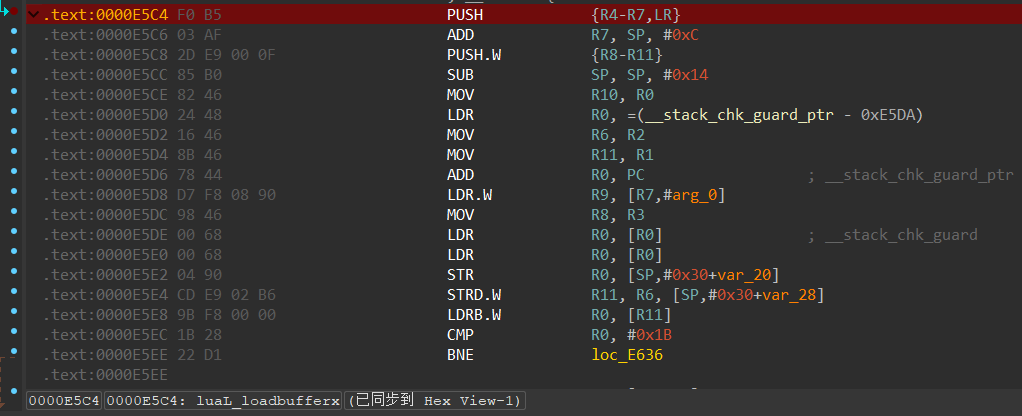 .text:0000E5C4 F0 B5 PUSH {R4-R7,LR}
.text:0000E5C6 03 AF ADD R7, SP, #0xC
.text:0000E5C8 2D E9 00 0F PUSH.W {R8-R11}
.text:0000E5CC 85 B0 SUB SP, SP, #0x14
.text:0000E5CE 82 46 MOV R10, R0
.text:0000E5D0 24 48 LDR R0, =(__stack_chk_guard_ptr - 0xE5DA)
.text:0000E5D2 16 46 MOV R6, R2
.text:0000E5D4 8B 46 MOV R11, R1
.text:0000E5D6 78 44 ADD R0, PC ; __stack_chk_guard_ptr
.text:0000E5D8 D7 F8 08 90 LDR.W R9, [R7,#arg_0]
.text:0000E5DC 98 46 MOV R8, R3
.text:0000E5DE 00 68 LDR R0, [R0] ; __stack_chk_guard
.text:0000E5E0 00 68 LDR R0, [R0]
.text:0000E5E2 04 90 STR R0, [SP,#0x30+var_20]
.text:0000E5E4 CD E9 02 B6 STRD.W R11, R6, [SP,#0x30+var_28]
.text:0000E5E8 9B F8 00 00 LDRB.W R0, [R11]
.text:0000E5EC 1B 28 CMP R0, #0x1B
.text:0000E5EE 22 D1 BNE loc_E636
.text:0000E5EE
0000E5C4 0000E5C4: luaL_loadbufferx (已同步到 Hex View-1)